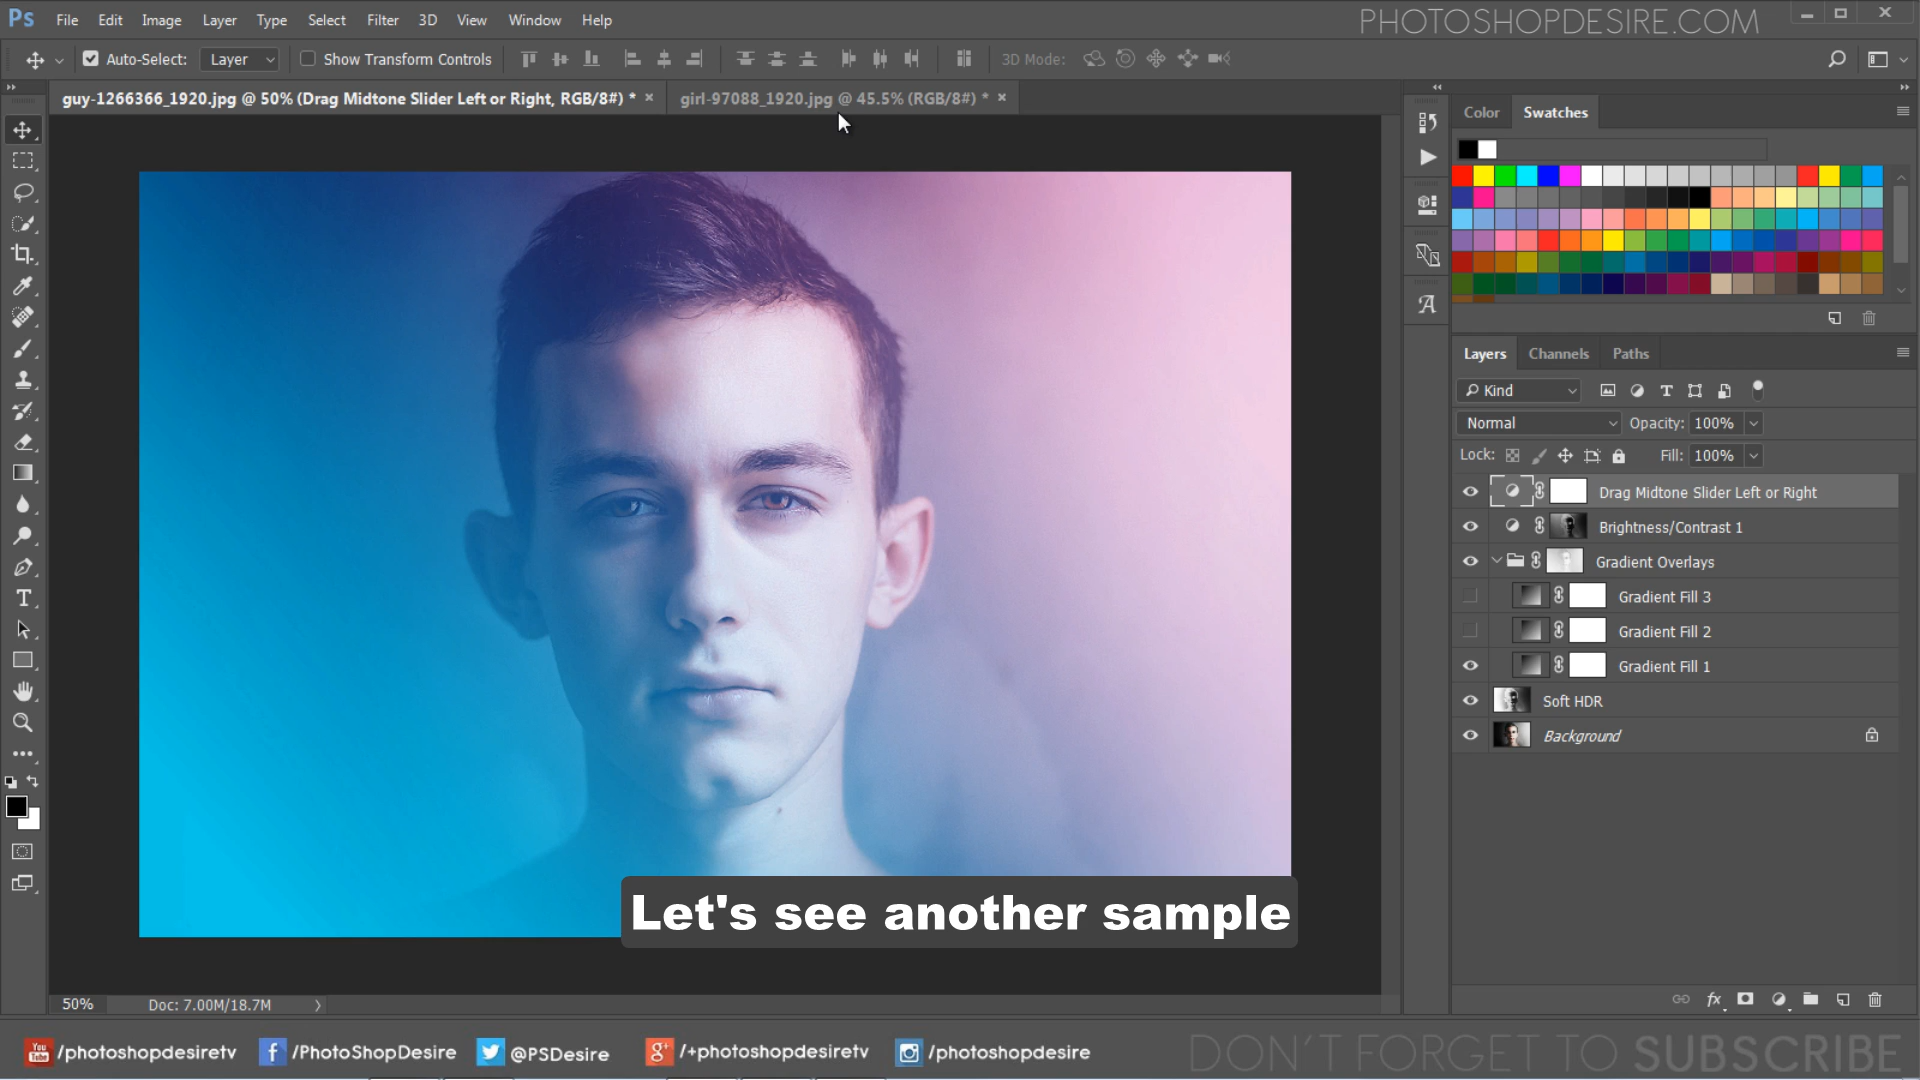 Ps File Edit Image Layer Type Select Filter 3D View Window Help PHOTOSHOPDESIRE.COM
Auto-Select: Layer Show Transform Controls 3D Mode:
guy-1266366_1920.jpg @ 50% (Drag Midtone Slider Left or Right, RGB/8#) * × girl-97088_1920.jpg @ 45.5% (RGB/8#) * ×
Color Swatches
Layers Channels Paths
Kind
Normal Opacity: 100%
Lock: Fill: 100%
Drag Midtone Slider Left or Right
Brightness/Contrast 1
Gradient Overlays
Gradient Fill 3
Gradient Fill 2
Gradient Fill 1
Soft HDR
Background
Let's see another sample
50% Doc: 7.00M/18.7M
fx
You Tube /photoshopdesiretv f /PhotoShopDesire @PSDesire g+ /+photoshopdesiretv /photoshopdesire DON'T FORGET TO SUBSCRIBE